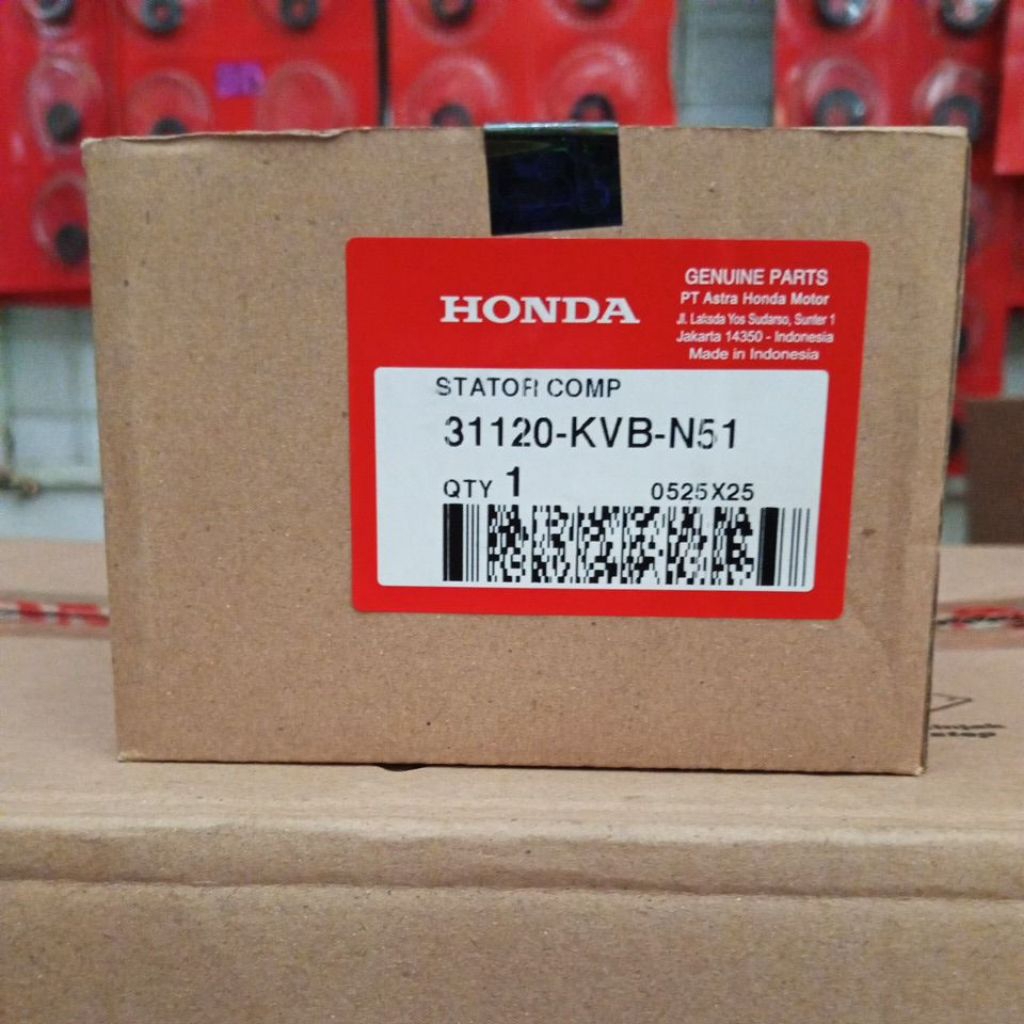 HONDA
GENUINE PARTS
PT Astra Honda Motor
Jl. Laksda Yos Sudarso, Sunter 1
Jakarta 14350 - Indonesia
Made in Indonesia
STATOR COMP
31120-KVB-N51
QTY 1
0525X25